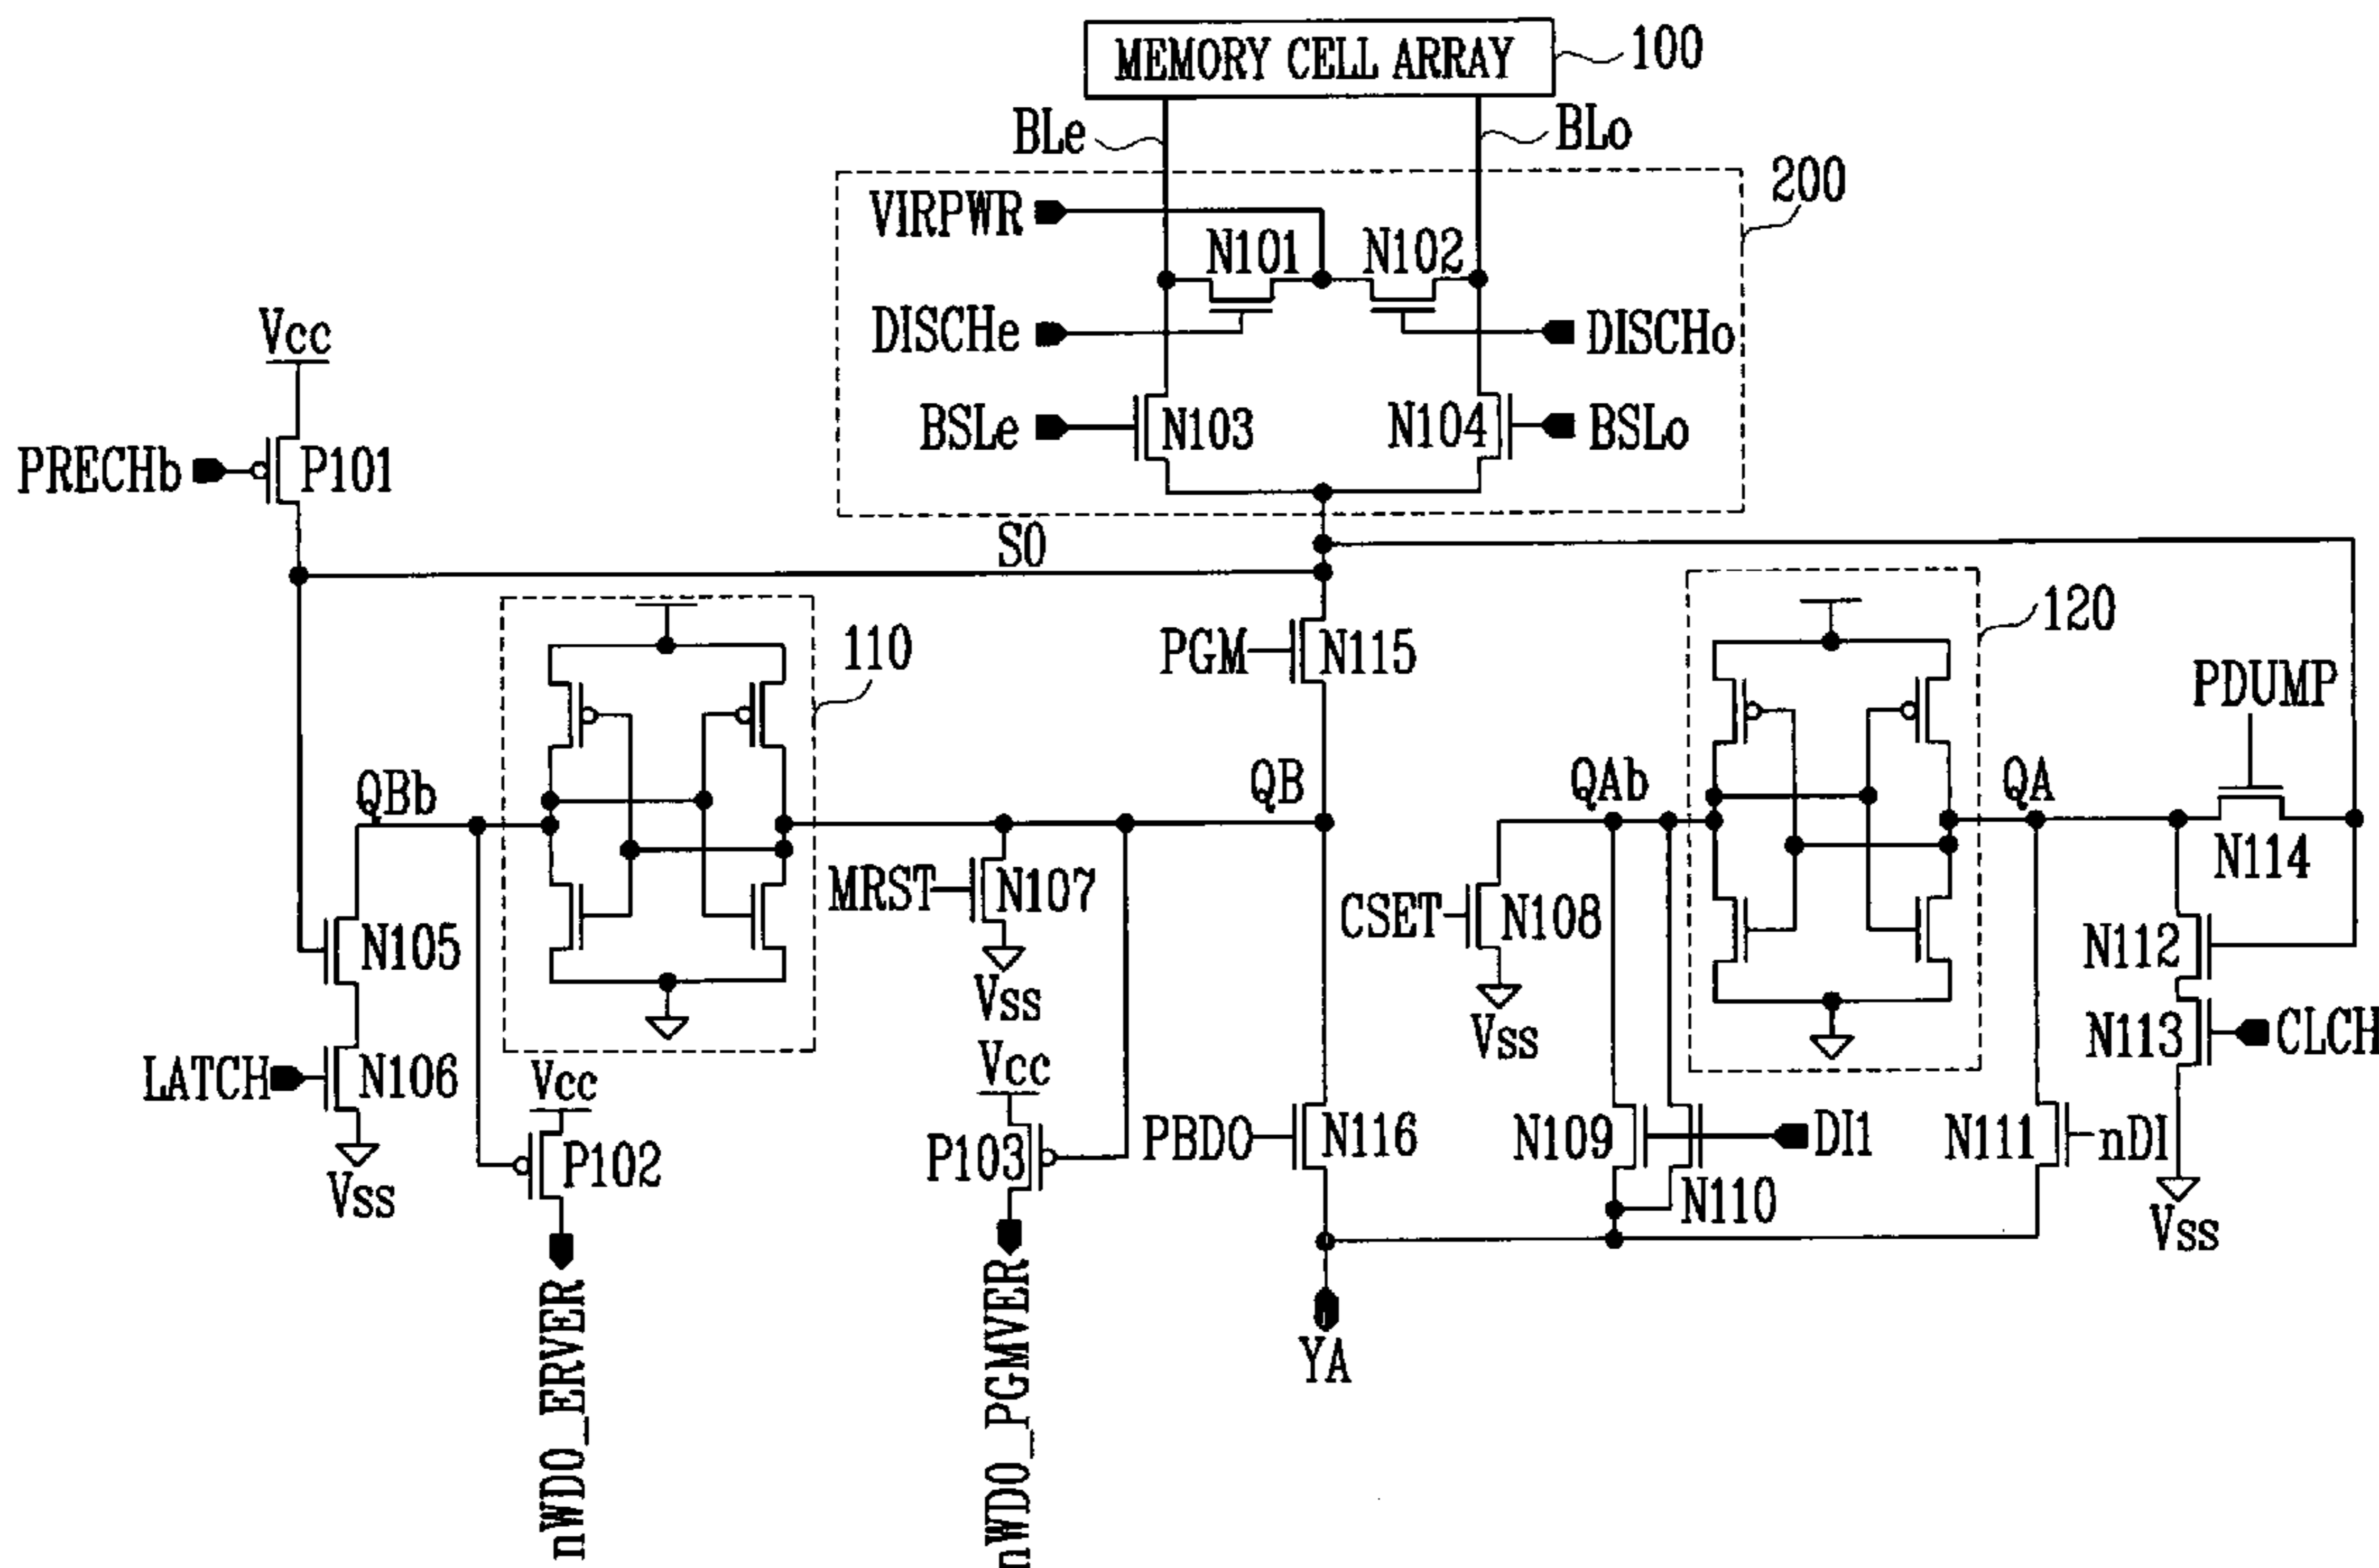 MEMORY CELL ARRAY
100
BLe
BLo
200
VIRPWR
N101
N102
DISCHe
DISCHo
BSLe
N103
N104
BSLo
Vcc
PRECHb
P101
SO
110
PGM
N115
120
PDUMP
QBb
QB
QAb
QA
N114
N105
MRST
N107
Vss
CSET
N108
Vss
N112
N113
CLCH
LATCH
N106
Vss
Vcc
P102
Vcc
P103
PBDO
N116
N109
DI1
N110
N111
nDI
Vss
YA
nWDO_ERVER
nWDO_PGMVER